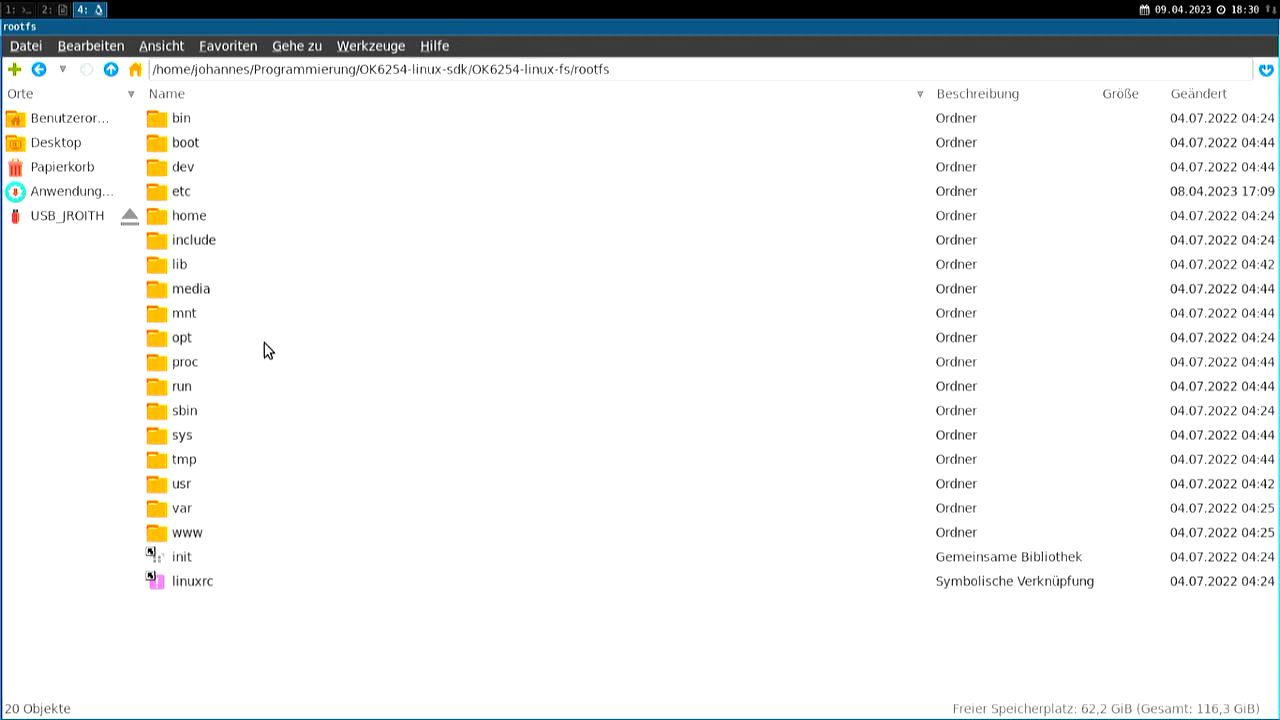 1: 2: 4: 09.04.2023 18:30
rootfs
Datei Bearbeiten Ansicht Favoriten Gehe zu Werkzeuge Hilfe
/home/johannes/Programmierung/OK6254-linux-sdk/OK6254-linux-fs/rootfs
Orte Name Beschreibung Größe Geändert
Benutzeror... bin Ordner 04.07.2022 04:24
Desktop boot Ordner 04.07.2022 04:44
Papierkorb dev Ordner 04.07.2022 04:44
Anwendung... etc Ordner 08.04.2023 17:09
USB_JROITH home Ordner 04.07.2022 04:24
include Ordner 04.07.2022 04:24
lib Ordner 04.07.2022 04:42
media Ordner 04.07.2022 04:44
mnt Ordner 04.07.2022 04:44
opt Ordner 04.07.2022 04:24
proc Ordner 04.07.2022 04:44
run Ordner 04.07.2022 04:44
sbin Ordner 04.07.2022 04:24
sys Ordner 04.07.2022 04:44
tmp Ordner 04.07.2022 04:44
usr Ordner 04.07.2022 04:42
var Ordner 04.07.2022 04:25
www Ordner 04.07.2022 04:25
init Gemeinsame Bibliothek 04.07.2022 04:24
linuxrc Symbolische Verknüpfung 04.07.2022 04:24
20 Objekte Freier Speicherplatz: 62,2 GiB (Gesamt: 116,3 GiB)